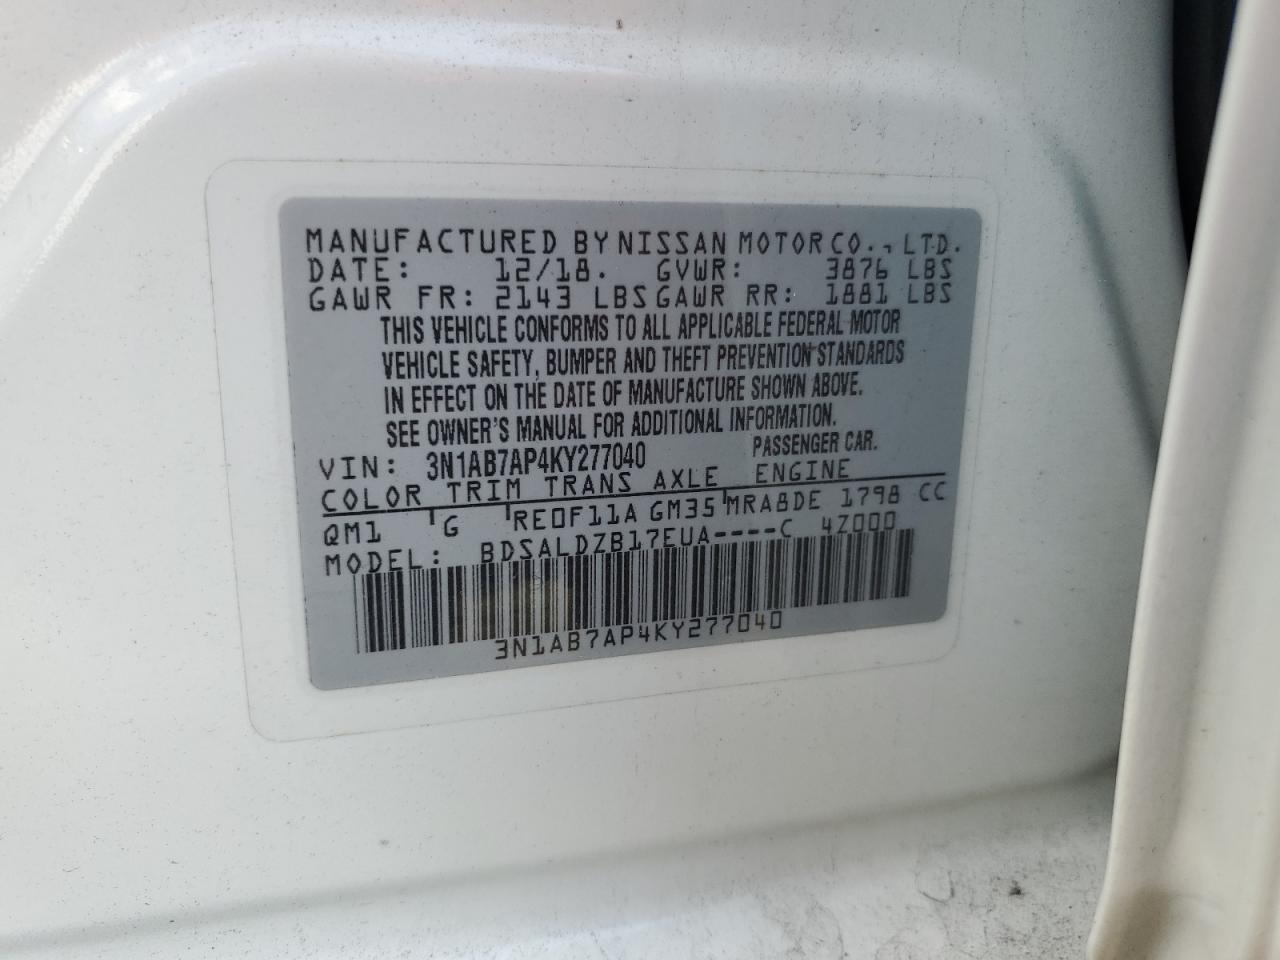 MANUFACTURED BY NISSAN MOTOR CO., LTD.
DATE: 12/18. GVWR: 3876 LBS
GAWR FR: 2143 LBS GAWR RR: 1881 LBS
THIS VEHICLE CONFORMS TO ALL APPLICABLE FEDERAL MOTOR
VEHICLE SAFETY, BUMPER AND THEFT PREVENTION STANDARDS
IN EFFECT ON THE DATE OF MANUFACTURE SHOWN ABOVE.
SEE OWNER'S MANUAL FOR ADDITIONAL INFORMATION.
VIN: 3N1AB7AP4KY277040 PASSENGER CAR.
COLOR TRIM TRANS AXLE ENGINE
QM1 G RE0F11A GM35 MRA8DE 1798 CC
MODEL: BDSALDZB17EUA----C 4Z000
3N1AB7AP4KY277040